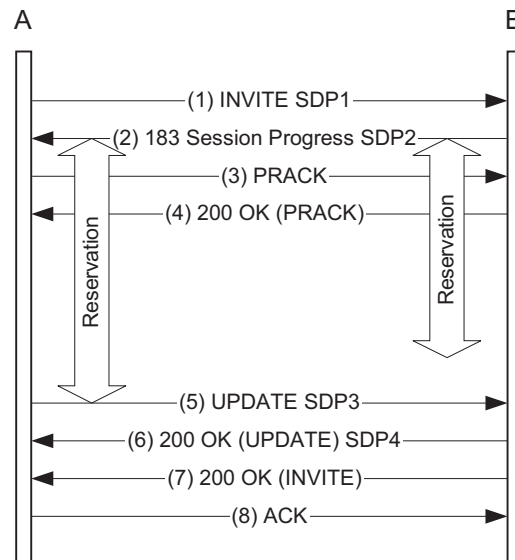 A
B
(1) INVITE SDP1
(2) 183 Session Progress SDP2
(3) PRACK
(4) 200 OK (PRACK)
Reservation
Reservation
(5) UPDATE SDP3
(6) 200 OK (UPDATE) SDP4
(7) 200 OK (INVITE)
(8) ACK